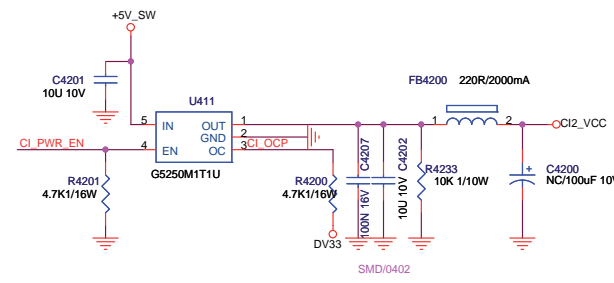 +5V_SW
C4201
10U 10V
U411
FB4200 220R/2000mA
5 IN OUT 1
GND 2
CI_PWR_EN 4 EN OC 3 CI_OCP
1 2 CI2_VCC
G5250M1T1U
R4201
4.7K1/16W
R4200
4.7K1/16W
DV33
C4207
100N 16V
C4202
10U 10V
R4233
10K 1/10W
+
C4200
NC/100uF 10V
SMD/0402